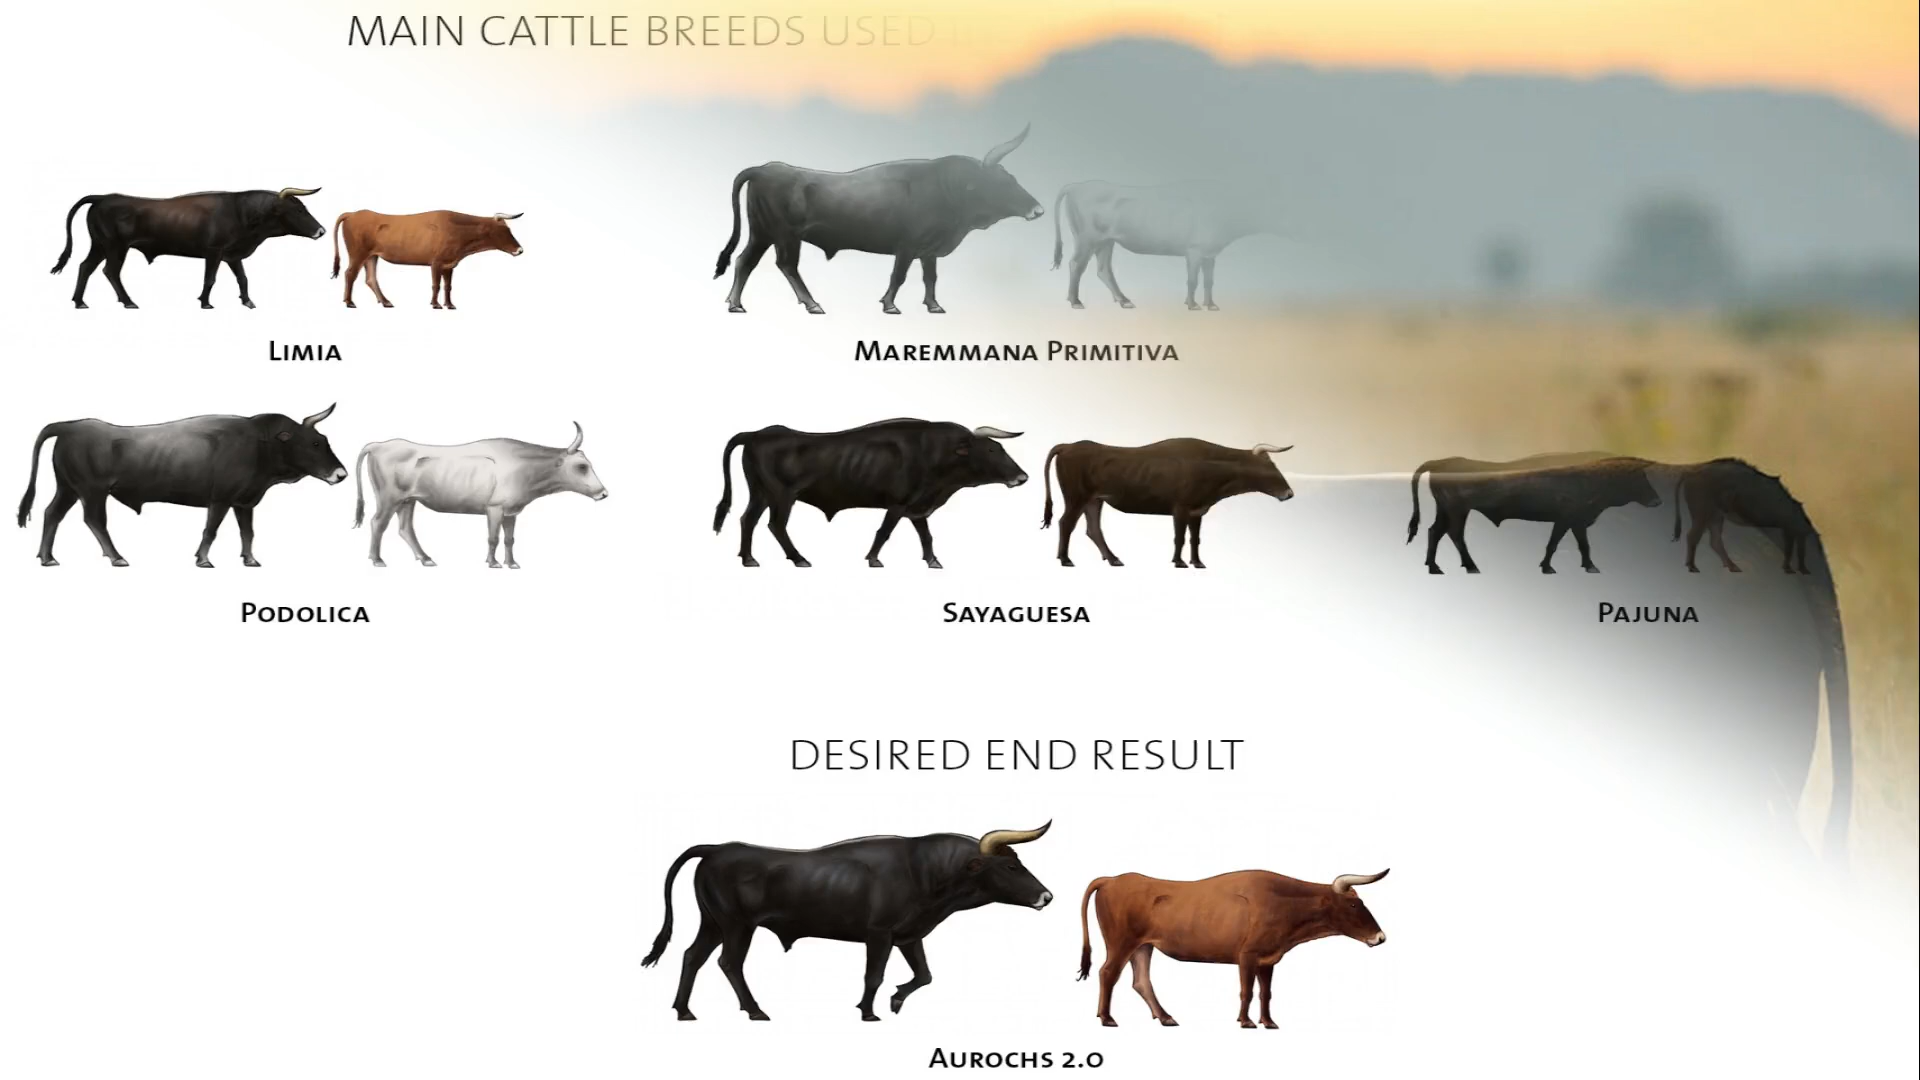 MAIN CATTLE BREEDS USED
LIMIA
MAREMMANA PRIMITIVA
PODOLICA
SAYAGUESA
PAJUNA
DESIRED END RESULT
AUROCHS 2.0